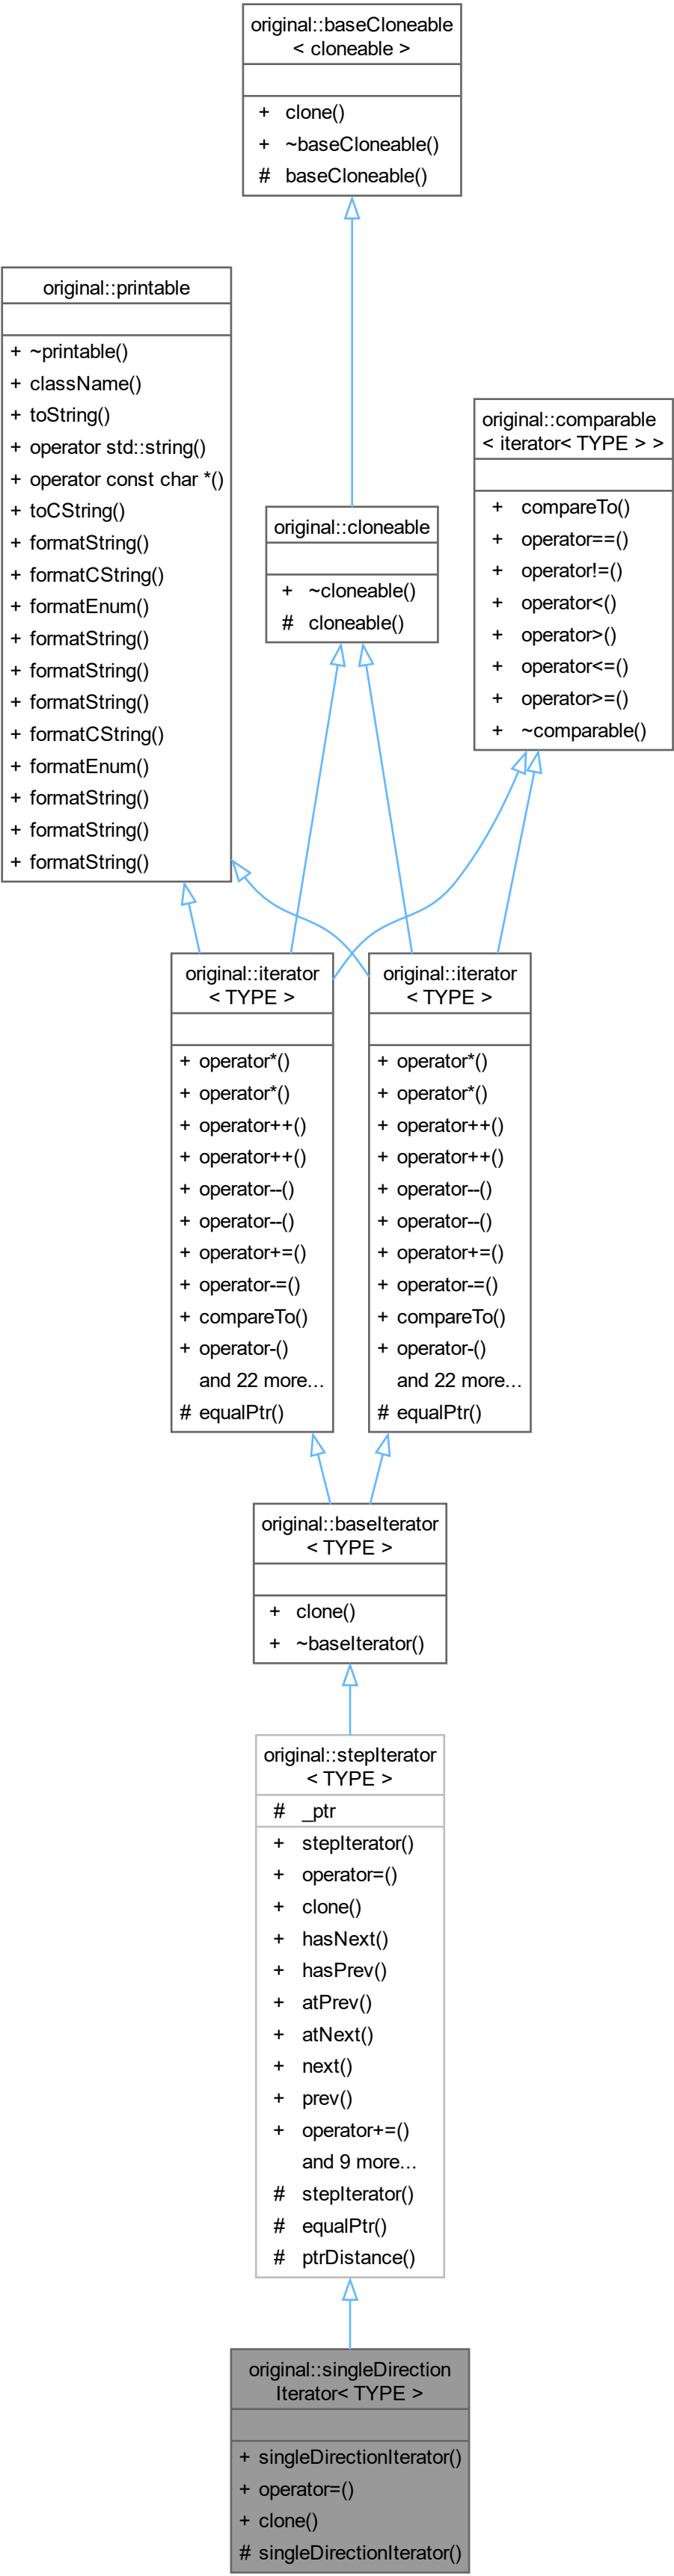 original::baseCloneable
< cloneable >
+ clone()
+ ~baseCloneable()
# baseCloneable()
original::printable
+ ~printable()
+ className()
+ toString()
+ operator std::string()
+ operator const char *()
+ toCString()
+ formatString()
+ formatCString()
+ formatEnum()
+ formatString()
+ formatString()
+ formatString()
+ formatCString()
+ formatEnum()
+ formatString()
+ formatString()
+ formatString()
original::cloneable
+ ~cloneable()
# cloneable()
original::comparable
< iterator< TYPE > >
+ compareTo()
+ operator==()
+ operator!=()
+ operator<()
+ operator>()
+ operator<=()
+ operator>=()
+ ~comparable()
original::iterator
< TYPE >
+ operator*()
+ operator*()
+ operator++()
+ operator++()
+ operator--()
+ operator--()
+ operator+=()
+ operator-=()
+ compareTo()
+ operator-()
and 22 more...
# equalPtr()
original::iterator
< TYPE >
+ operator*()
+ operator*()
+ operator++()
+ operator++()
+ operator--()
+ operator--()
+ operator+=()
+ operator-=()
+ compareTo()
+ operator-()
and 22 more...
# equalPtr()
original::baseIterator
< TYPE >
+ clone()
+ ~baseIterator()
original::stepIterator
< TYPE >
# _ptr
+ stepIterator()
+ operator=()
+ clone()
+ hasNext()
+ hasPrev()
+ atPrev()
+ atNext()
+ next()
+ prev()
+ operator+=()
and 9 more...
# stepIterator()
# equalPtr()
# ptrDistance()
original::singleDirection
Iterator< TYPE >
+ singleDirectionIterator()
+ operator=()
+ clone()
# singleDirectionIterator()